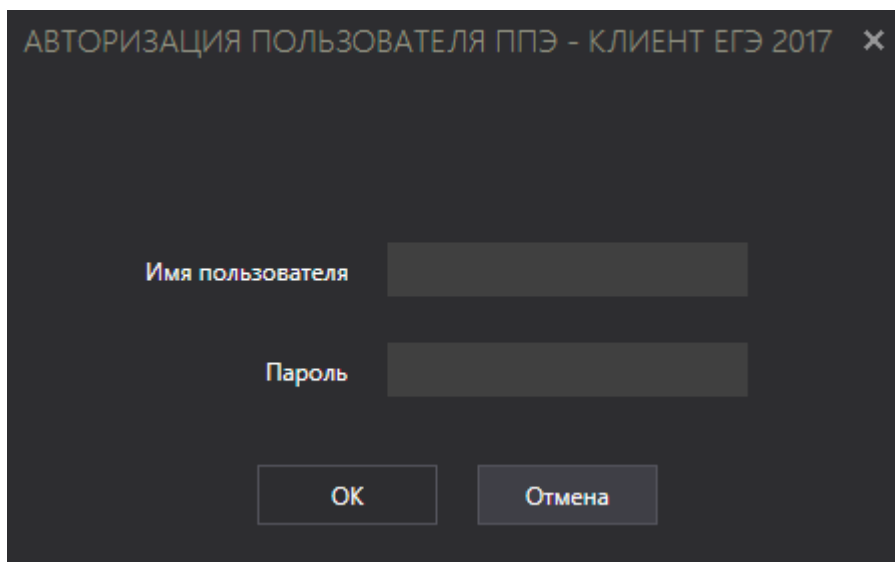 АВТОРИЗАЦИЯ ПОЛЬЗОВАТЕЛЯ ППЭ - КЛИЕНТ ЕГЭ 2017
Имя пользователя
Пароль
ОК
Отмена